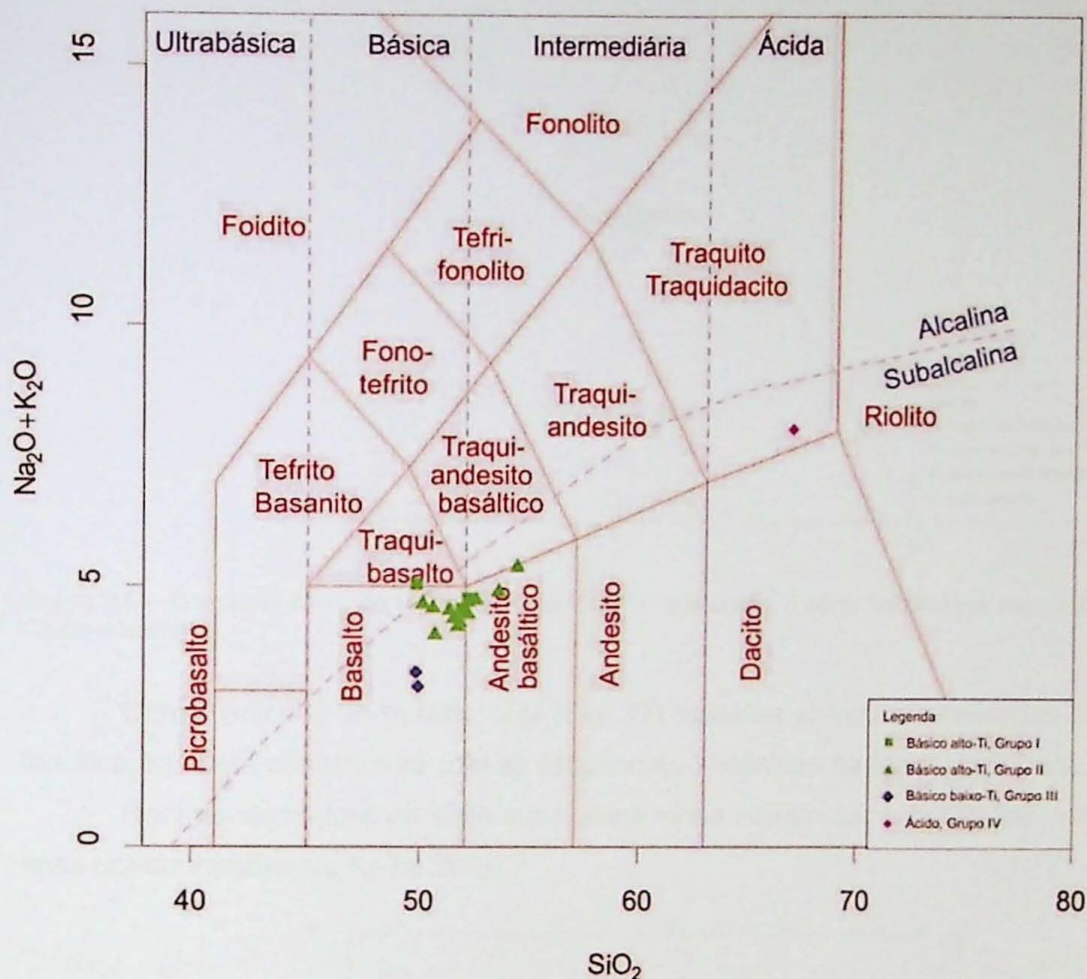 Ultrabásica
Básica
Intermediária
Ácida
Fonolito
Foidito
Tefri-
fonolito
Traquito
Traquidacito
Alcalina
Subalcalina
Fono-
tefrito
Traqui-
andesito
Riolito
Tefrito
Basanito
Traqui-
andesito
basáltico
Traqui-
basalto
Picrobasalto
Basalto
Andesito
basáltico
Andesito
Dacito
Na₂O+K₂O
15
10
5
0
40
50
60
70
80
SiO₂
Legenda
Básico alto-Ti, Grupo I
Básico alto-Ti, Grupo II
Básico baixo-Ti, Grupo III
Ácido, Grupo IV